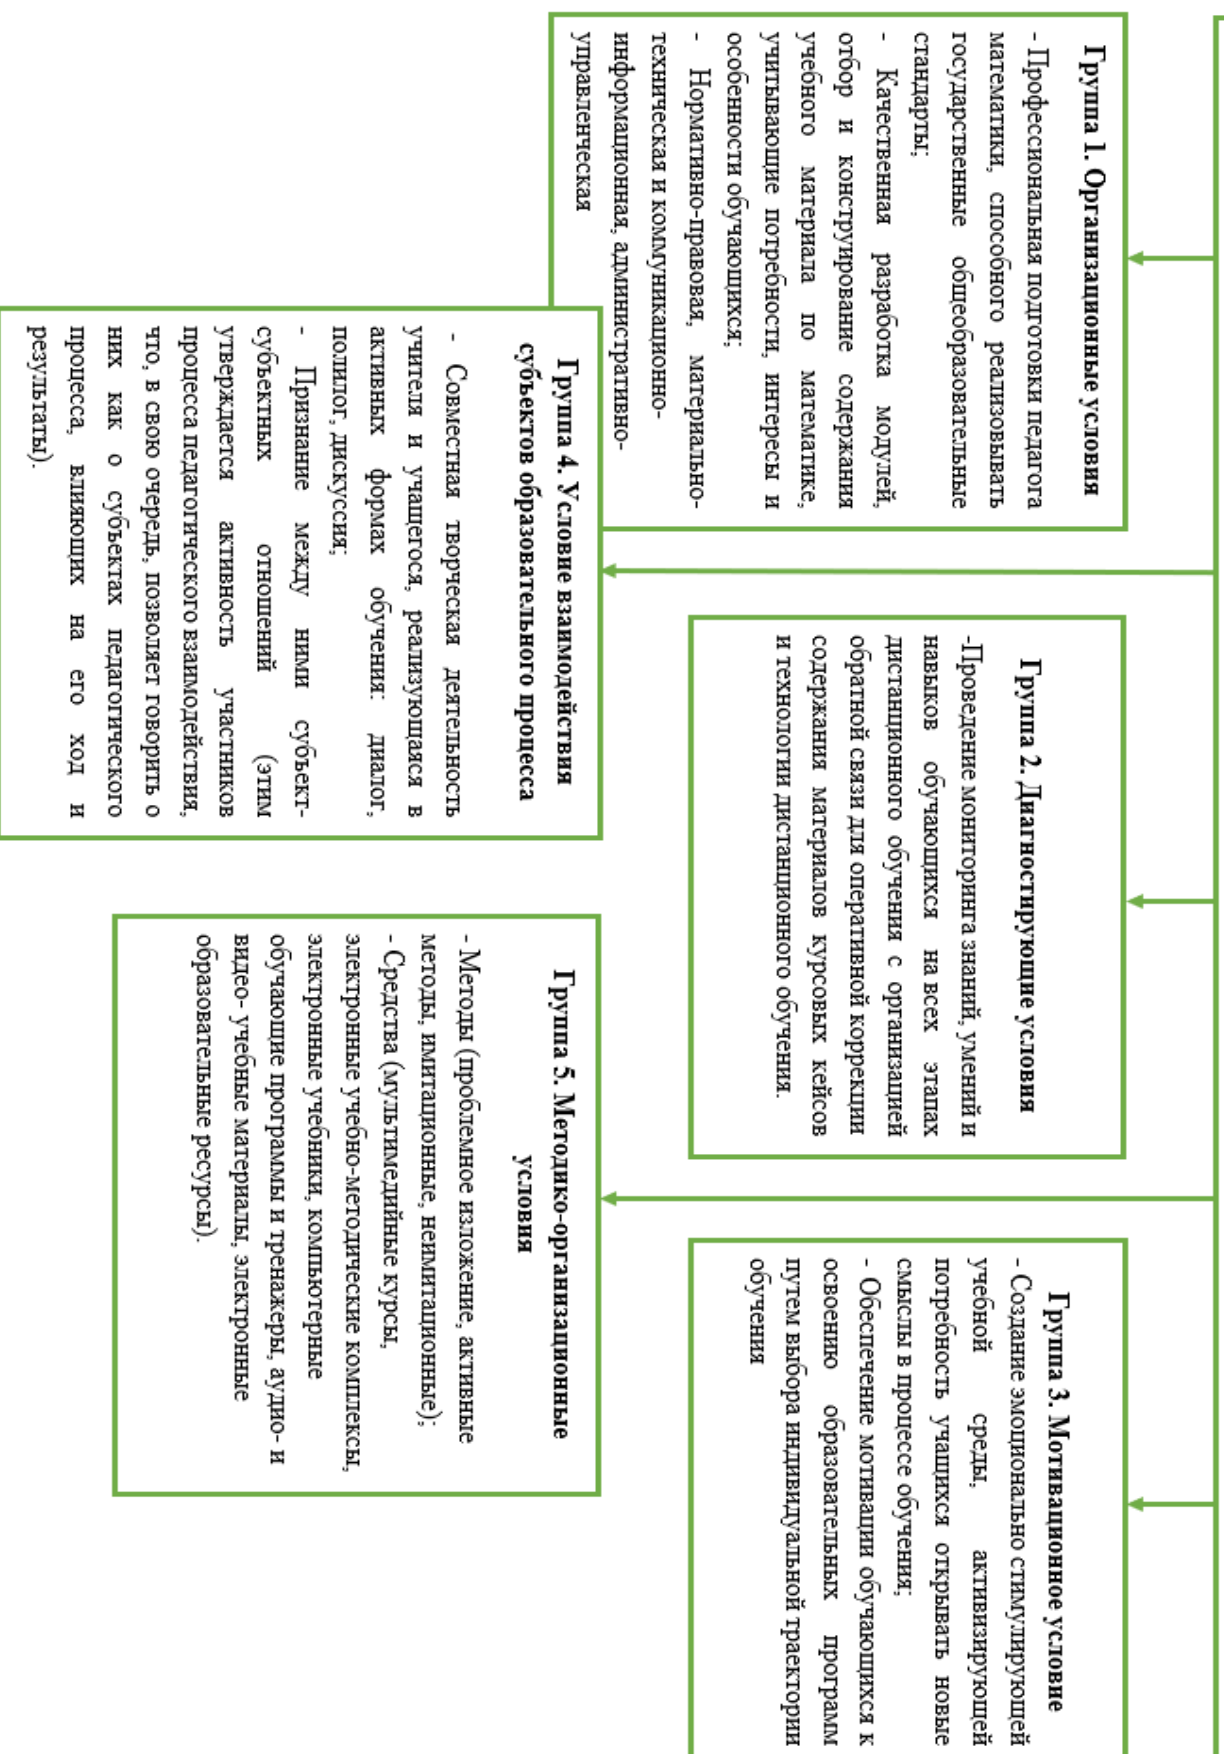 Группа 1. Организационные условия
- Профессиональная подготовки педагога
математики, способного реализовывать
государственные общеобразовательные
стандарты;
- Качественная разработка модулей,
отбор и конструирование содержания
учебного материала по математике,
учитывающие потребности, интересы и
особенности обучающихся;
- Нормативно-правовая, материально-
техническая и коммуникационно-
информационная, административно-
управленческая
Группа 2. Диагностирующие условия
-Проведение мониторинга знаний, умений и
навыков обучающихся на всех этапах
дистанционного обучения с организацией
обратной связи для оперативной коррекции
содержания материалов курсовых кейсов
и технологии дистанционного обучения.
Группа 3. Мотивационное условие
- Создание эмоционально стимулирующей
учебной среды, активизирующей
потребность учащихся открывать новые
смыслы в процессе обучения;
- Обеспечение мотивации обучающихся к
освоению образовательных программ
путем выбора индивидуальной траектории
обучения
Группа 4. Условие взаимодействия
субъектов образовательного процесса
- Совместная творческая деятельность
учителя и учащегося, реализующаяся в
активных формах обучения: диалог,
полилог, дискуссия;
- Признание между ними субъект-
субъектных отношений (этим
утверждается активность участников
процесса педагогического взаимодействия,
что, в свою очередь, позволяет говорить о
них как о субъектах педагогического
процесса, влияющих на его ход и
результаты).
Группа 5. Методико-организационные
условия
- Методы (проблемное изложение, активные
методы, имитационные, неимитационные);
- Средства (мультимедийные курсы,
электронные учебно-методические комплексы,
электронные учебники, компьютерные
обучающие программы и тренажеры, аудио- и
видео- учебные материалы, электронные
образовательные ресурсы).